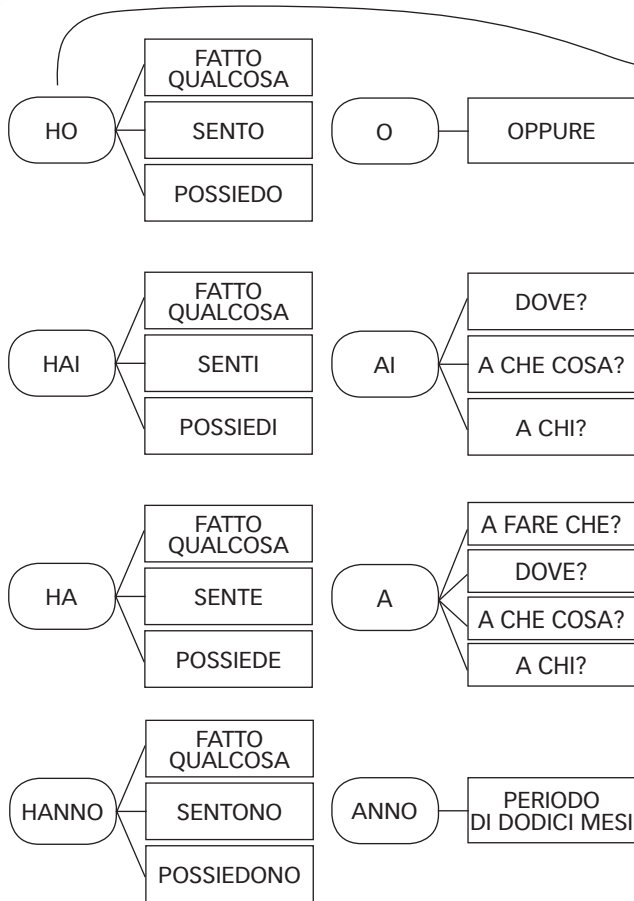 HO
FATTO
QUALCOSA
SENTO
POSSIEDO
O
OPPURE
HAI
FATTO
QUALCOSA
SENTI
POSSIEDI
AI
DOVE?
A CHE COSA?
A CHI?
HA
FATTO
QUALCOSA
SENTE
POSSIEDE
A
A FARE CHE?
DOVE?
A CHE COSA?
A CHI?
HANNO
FATTO
QUALCOSA
SENTONO
POSSIEDONO
ANNO
PERIODO
DI DODICI MESI